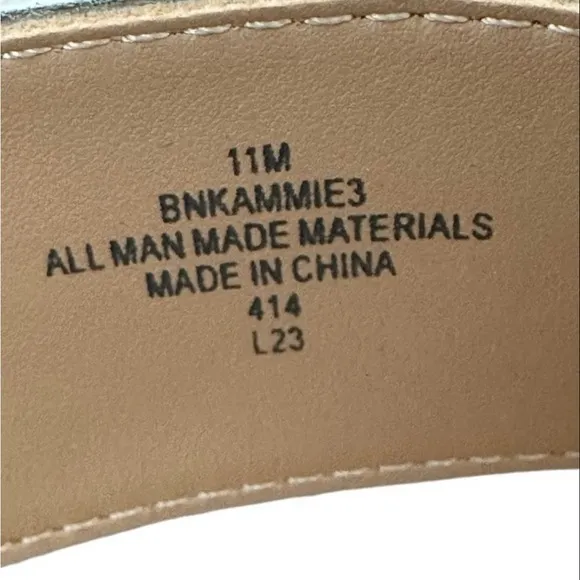 11M
BNKAMMIE3
ALL MAN MADE MATERIALS
MADE IN CHINA
414
L23